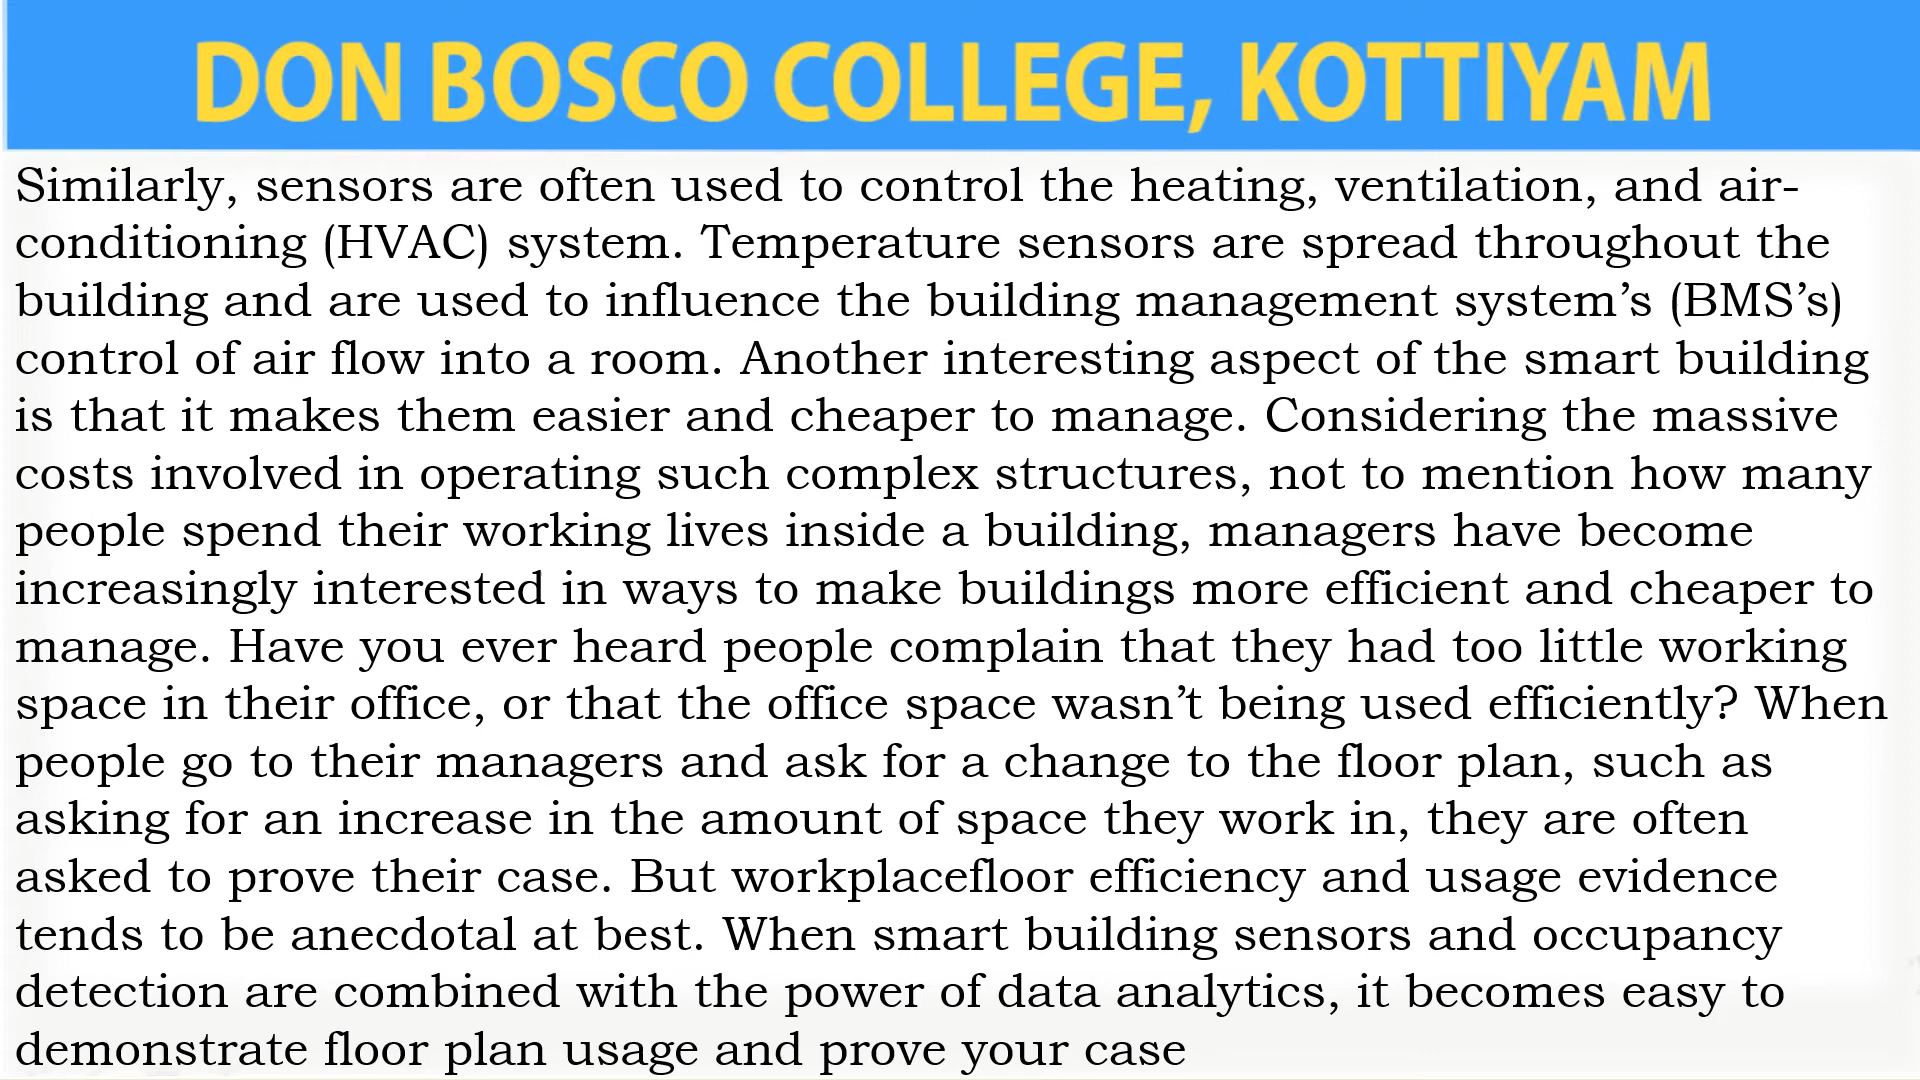 DON BOSCO COLLEGE, KOTTIYAM
Similarly, sensors are often used to control the heating, ventilation, and air-
conditioning (HVAC) system. Temperature sensors are spread throughout the
building and are used to influence the building management system’s (BMS’s)
control of air flow into a room. Another interesting aspect of the smart building
is that it makes them easier and cheaper to manage. Considering the massive
costs involved in operating such complex structures, not to mention how many
people spend their working lives inside a building, managers have become
increasingly interested in ways to make buildings more efficient and cheaper to
manage. Have you ever heard people complain that they had too little working
space in their office, or that the office space wasn’t being used efficiently? When
people go to their managers and ask for a change to the floor plan, such as
asking for an increase in the amount of space they work in, they are often
asked to prove their case. But workplacefloor efficiency and usage evidence
tends to be anecdotal at best. When smart building sensors and occupancy
detection are combined with the power of data analytics, it becomes easy to
demonstrate floor plan usage and prove your case